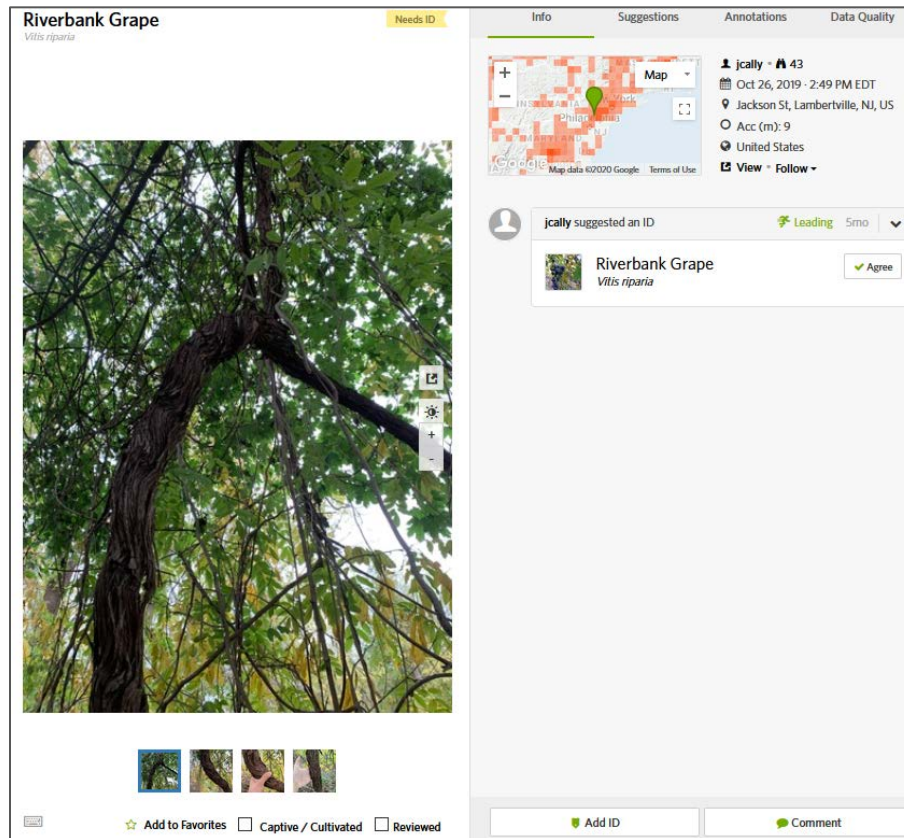 Riverbank Grape
Needs ID
Vitis riparia
Info
Suggestions
Annotations
Data Quality
+
−
Map
Philadelphia
NJ
MARYLAND
Google
Map data ©2020 Google
Terms of Use
jcally · 43
Oct 26, 2019 · 2:49 PM EDT
Jackson St, Lambertville, NJ, US
Acc (m): 9
United States
View · Follow
jcally suggested an ID
Leading
5mo
Riverbank Grape
Vitis riparia
Agree
+
-
Add to Favorites
Captive / Cultivated
Reviewed
Add ID
Comment